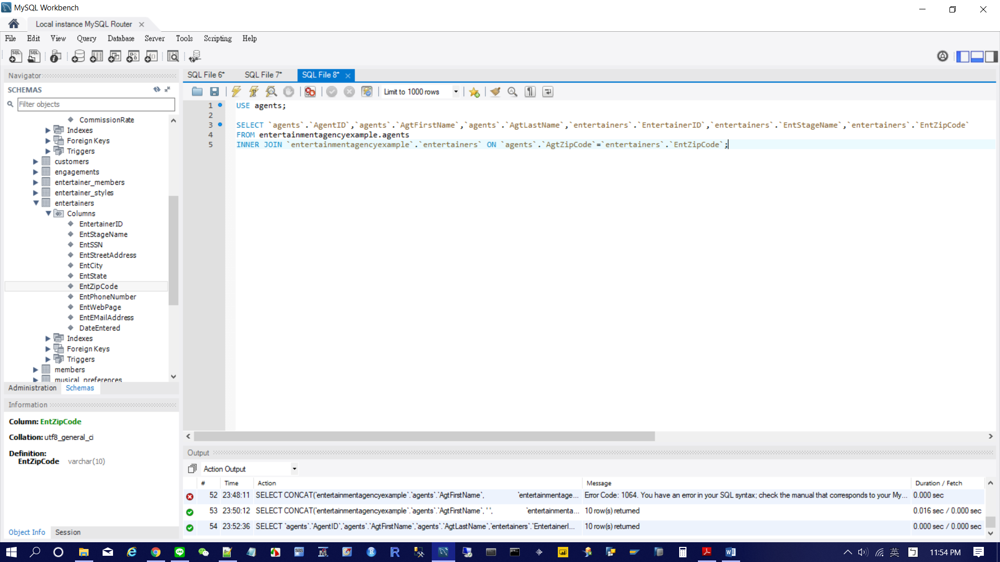 MySQL Workbench
Local instance MySQL Router
File Edit View Query Database Server Tools Scripting Help
Navigator
SCHEMAS
Filter objects
CommissionRate
Indexes
Foreign Keys
Triggers
customers
engagements
entertainer_members
entertainer_styles
entertainers
Columns
EntertainerID
EntStageName
EntSSN
EntStreetAddress
EntCity
EntState
EntZipCode
EntPhoneNumber
EntWebPage
EntEMailAddress
DateEntered
Indexes
Foreign Keys
Triggers
members
musical_preferences
Administration Schemas
Information
Column: EntZipCode
Collation: utf8_general_ci
Definition:
EntZipCode varchar(10)
Object Info Session
SQL File 6* SQL File 7* SQL File 8*
Limit to 1000 rows
1 USE agents;
2
3 SELECT `agents`.`AgentID`,`agents`.`AgtFirstName`,`agents`.`AgtLastName`,`entertainers`.`EntertainerID`,`entertainers`.`EntStageName`,`entertainers`.`EntZipCode`
4 FROM entertainmentagencyexample.agents
5 INNER JOIN `entertainmentagencyexample`.`entertainers` ON `agents`.`AgtZipCode`=`entertainers`.`EntZipCode`;
Output
Action Output
# Time Action Message Duration / Fetch
52 23:48:11 SELECT CONCAT(`entertainmentagencyexample`.`agents`.`AgtFirstName`, `entertainmentage... Error Code: 1064. You have an error in your SQL syntax; check the manual that corresponds to your My... 0.000 sec
53 23:50:12 SELECT CONCAT(`entertainmentagencyexample`.`agents`.`AgtFirstName`, ' ', `entertainmenta... 10 row(s) returned 0.016 sec / 0.000 sec
54 23:52:36 SELECT `agents`.`AgentID`,`agents`.`AgtFirstName`,`agents`.`AgtLastName`,`entertainers`.`EntertainerI... 10 row(s) returned 0.000 sec / 0.000 sec
英 11:54 PM